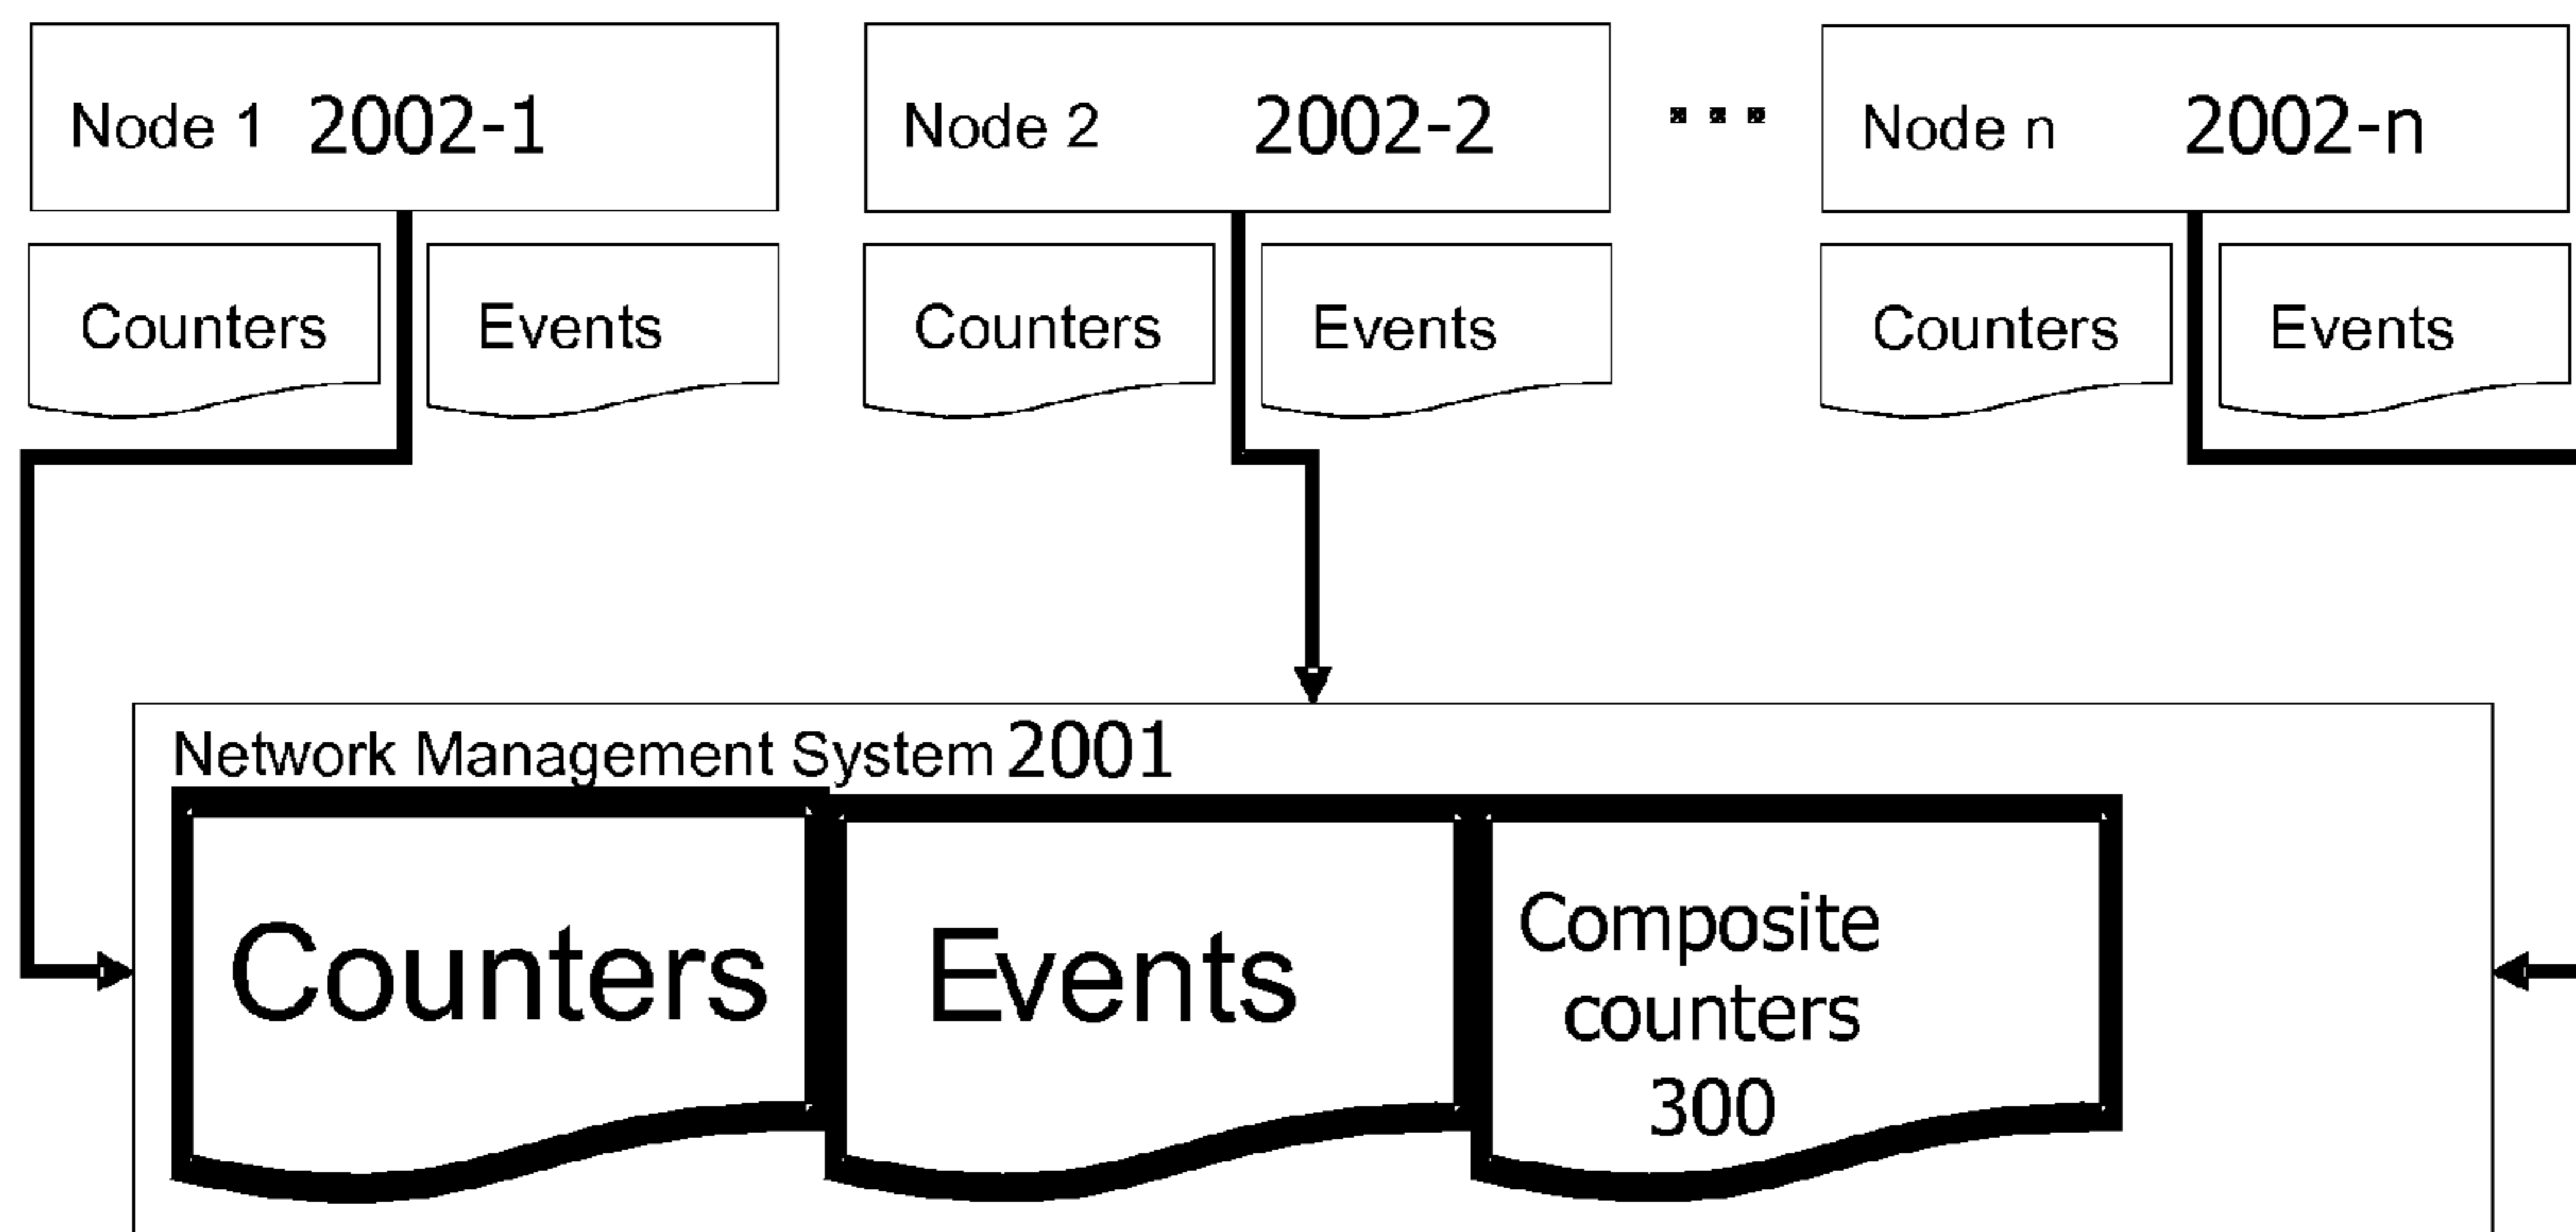 Node 1 2002-1
Node 2 2002-2
...
Node n 2002-n
Counters
Events
Counters
Events
Counters
Events
Network Management System 2001
Counters
Events
Composite
counters
300